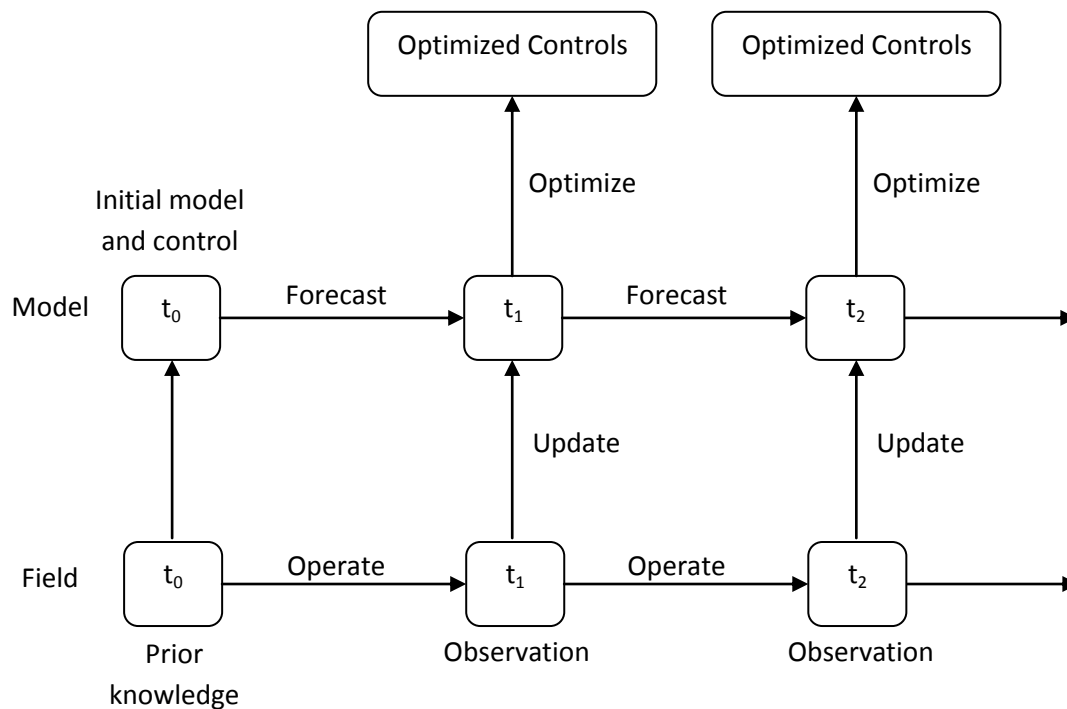 Optimized Controls
Optimized Controls
Optimize
Optimize
Initial model
and control
Model
t₀
Forecast
t₁
Forecast
t₂
Update
Update
Field
t₀
Operate
t₁
Operate
t₂
Prior
knowledge
Observation
Observation